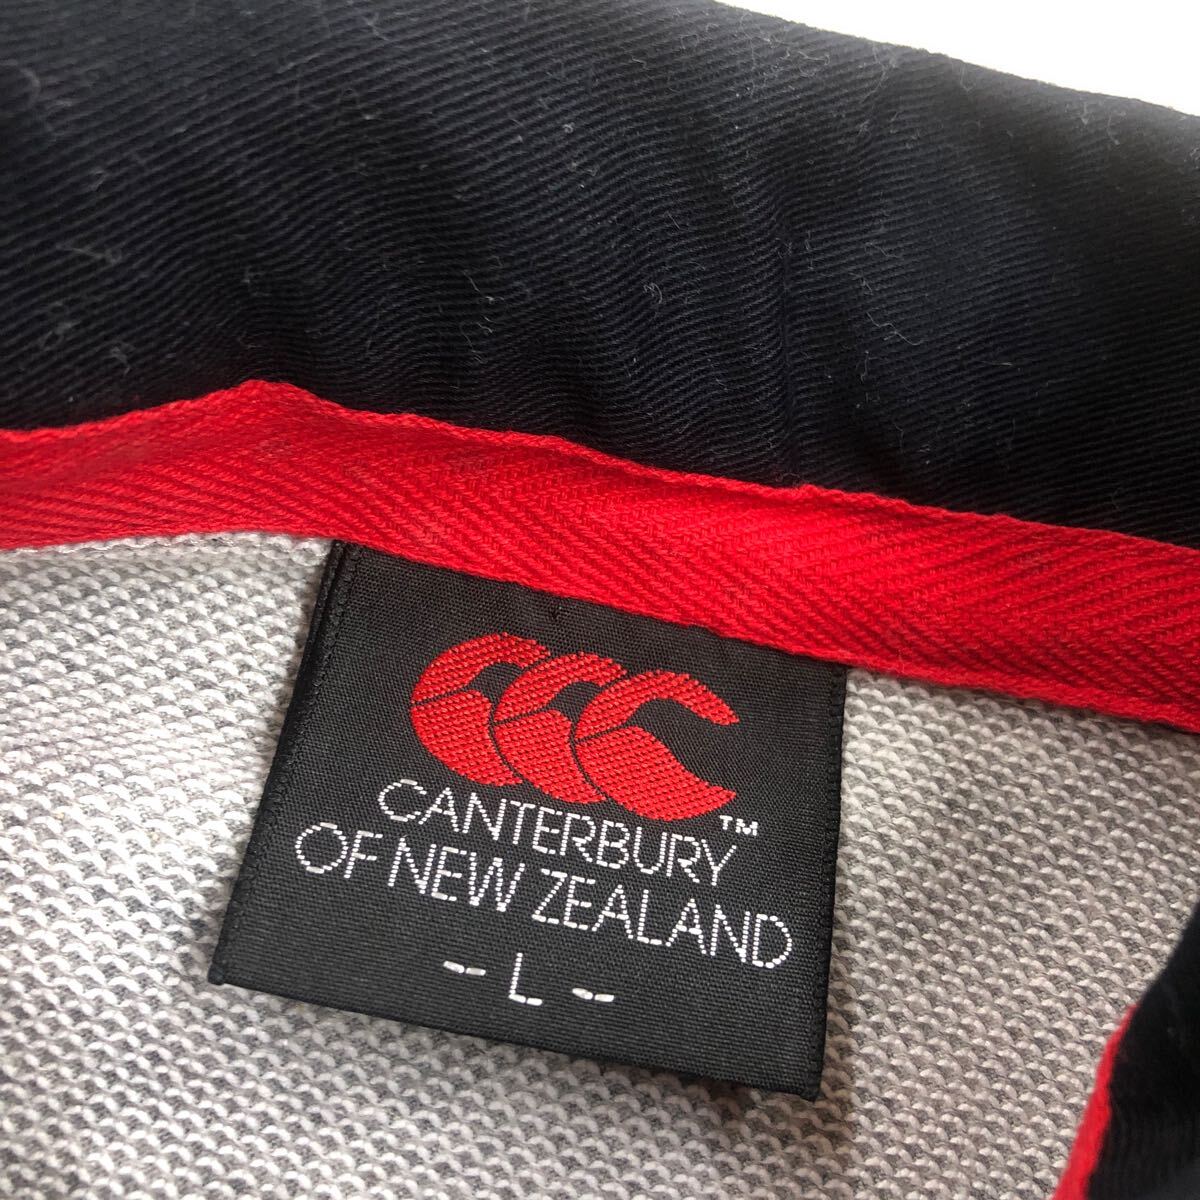 CANTERBURY™
OF NEW ZEALAND
- L -